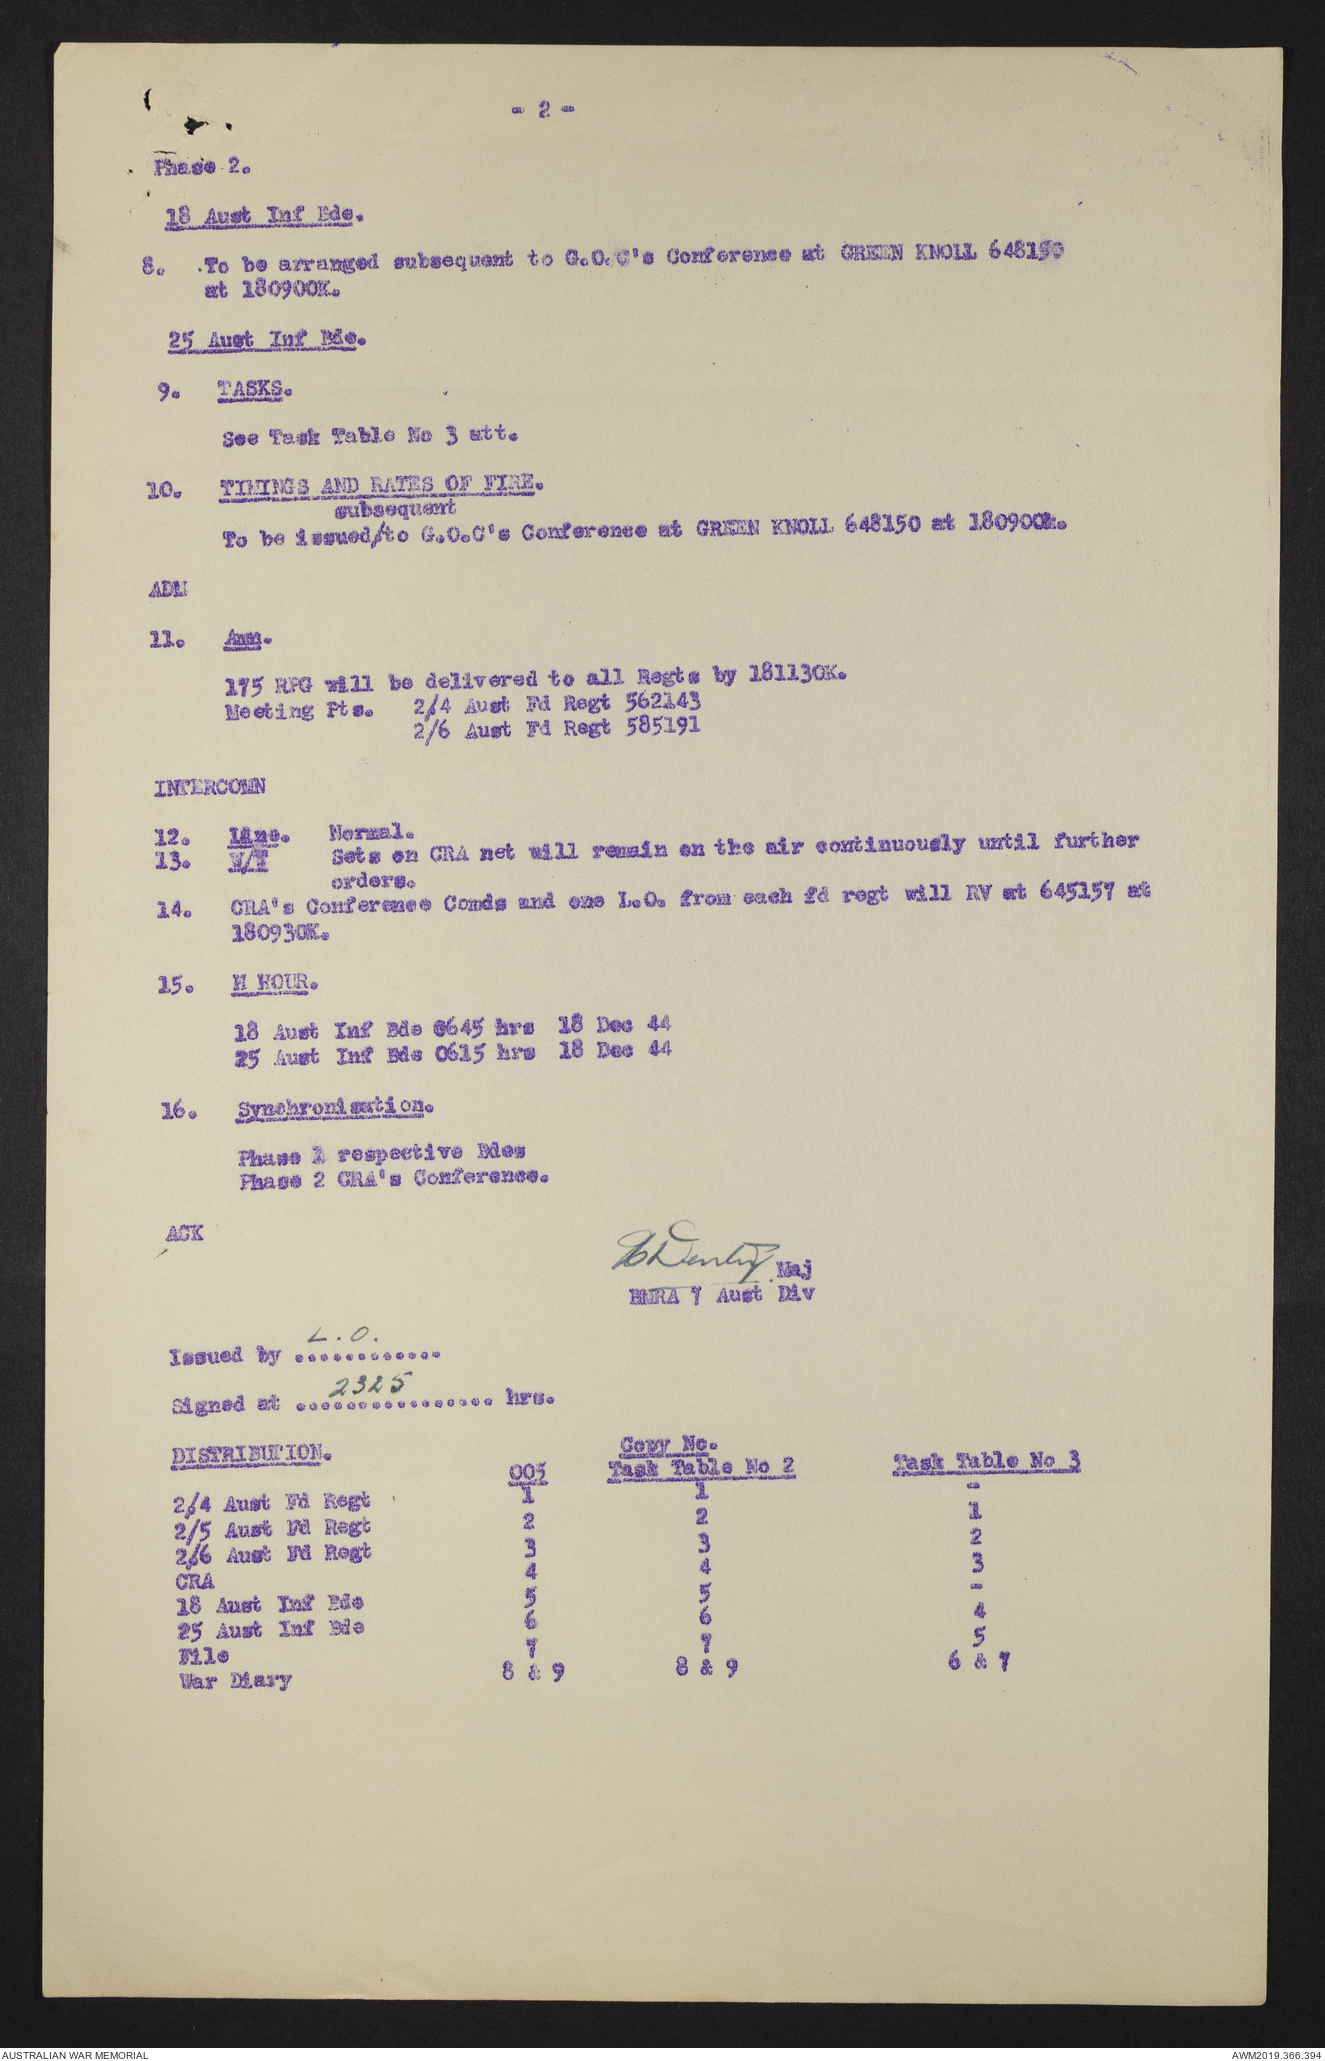 - 2 -
Phase 2.
18 Aust Inf Bde.
8. To be arranged subsequent to G.O.C's Conference at GREEN KNOLL 648150
at 180900K.
25 Aust Inf Bde.
9. TASKS.
See Task Table No 3 att.
10. TIMINGS AND RATES OF FIRE.
subsequent
To be issued/to G.O.C's Conference at GREEN KNOLL 648150 at 180900K.
ADM
11. Amm.
175 RPG will be delivered to all Regts by 181130K.
Meeting Pts. 2/4 Aust Fd Regt 562143
2/6 Aust Fd Regt 585191
INTERCOMN
12. Line. Normal.
13. W/T Sets on CRA net will remain on the air continuously until further
orders.
14. CRA's Conference Comds and one L.O. from each fd regt will RV at 645157 at
180930K.
15. H HOUR.
18 Aust Inf Bde 0645 hrs 18 Dec 44
25 Aust Inf Bde 0615 hrs 18 Dec 44
16. Synchronisation.
Phase 1 respective Bdes
Phase 2 CRA's Conference.
ACK
Maj
BMRA 7 Aust Div
Issued by L.O.
Signed at 2325 hrs.
DISTRIBUTION. Copy No.
OO5 Task Table No 2 Task Table No 3
2/4 Aust Fd Regt 1 1 -
2/5 Aust Fd Regt 2 2 1
2/6 Aust Fd Regt 3 3 2
CRA 4 4 3
18 Aust Inf Bde 5 5 -
25 Aust Inf Bde 6 6 4
File 7 7 5
War Diary 8 & 9 8 & 9 6 & 7
AUSTRALIAN WAR MEMORIAL AWM2019.366.394